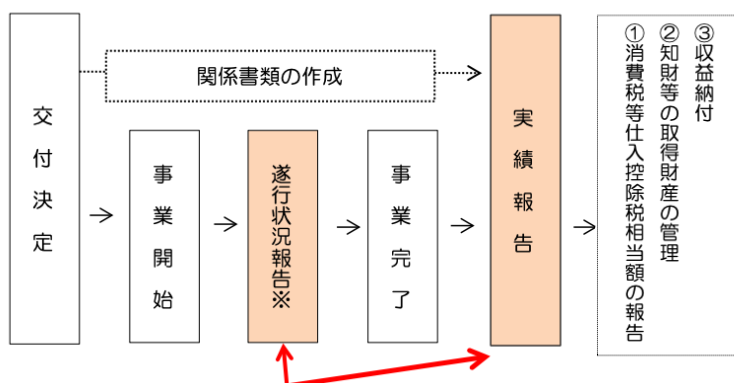 交付決定
関係書類の作成
事業開始
遂行状況報告※
事業完了
実績報告
③収益納付
②知財等の取得財産の管理
①消費税等仕入控除税相当額の報告